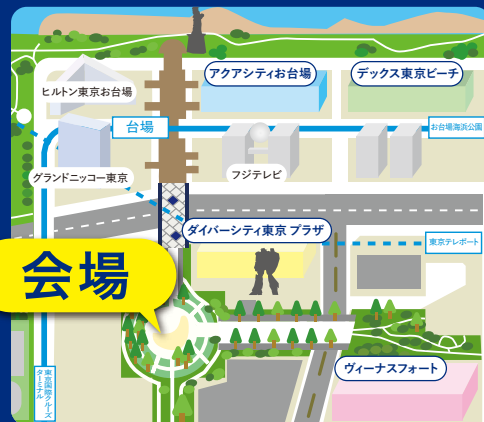 アクアシティお台場
デックス東京ビーチ
ヒルトン東京お台場
台場
お台場海浜公園
グランドニッコー東京
フジテレビ
ダイバーシティ東京 プラザ
東京テレポート
会場
ヴィーナスフォート
東京国際クルーズ
ターミナル